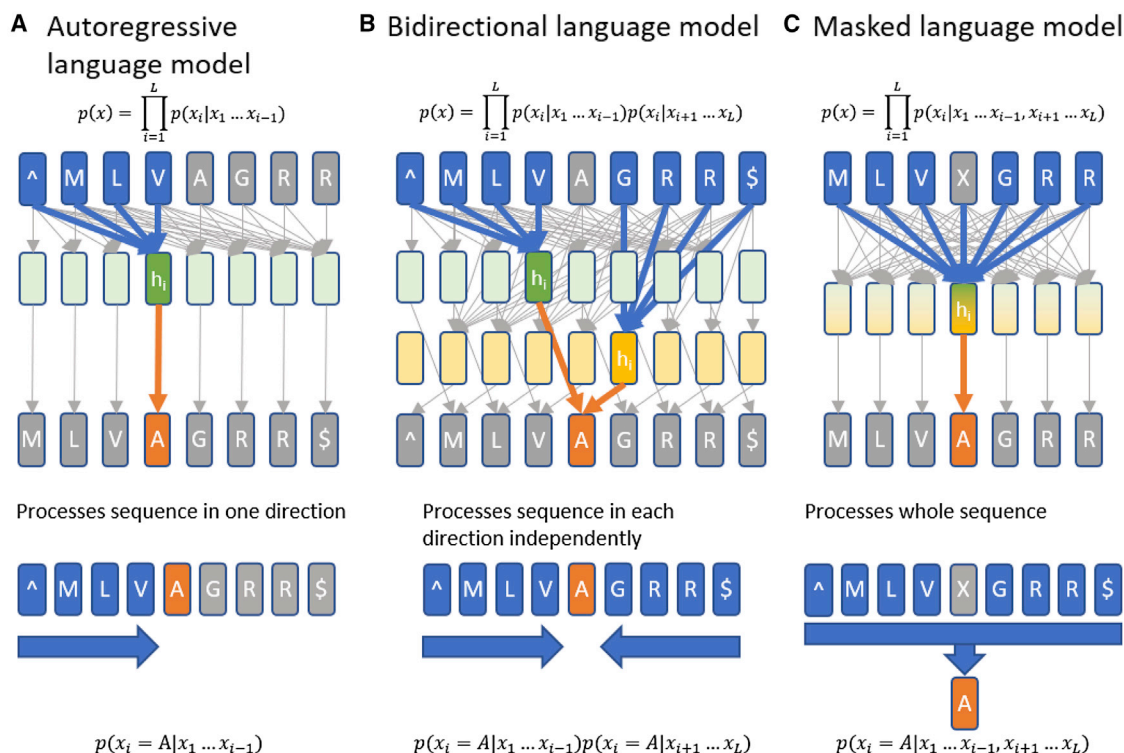 A Autoregressive
language model
p(x) = ∏_{i=1}^{L} p(x_i|x_1 … x_{i−1})
^ M L V A G R R
h_i
M L V A G R R $
Processes sequence in one direction
^ M L V A G R R $
p(x_i = A|x_1 … x_{i−1})
B Bidirectional language model
p(x) = ∏_{i=1}^{L} p(x_i|x_1 … x_{i−1})p(x_i|x_{i+1} … x_L)
^ M L V A G R R $
h_i
h_i
^ M L V A G R R $
Processes sequence in each
direction independently
^ M L V A G R R $
p(x_i = A|x_1 … x_{i−1})p(x_i = A|x_{i+1} … x_L)
C Masked language model
p(x) = ∏_{i=1}^{L} p(x_i|x_1 … x_{i−1}, x_{i+1} … x_L)
M L V X G R R
h_i
M L V A G R R
Processes whole sequence
^ M L V X G R R $
A
p(x_i = A|x_1 … x_{i−1}, x_{i+1} … x_L)